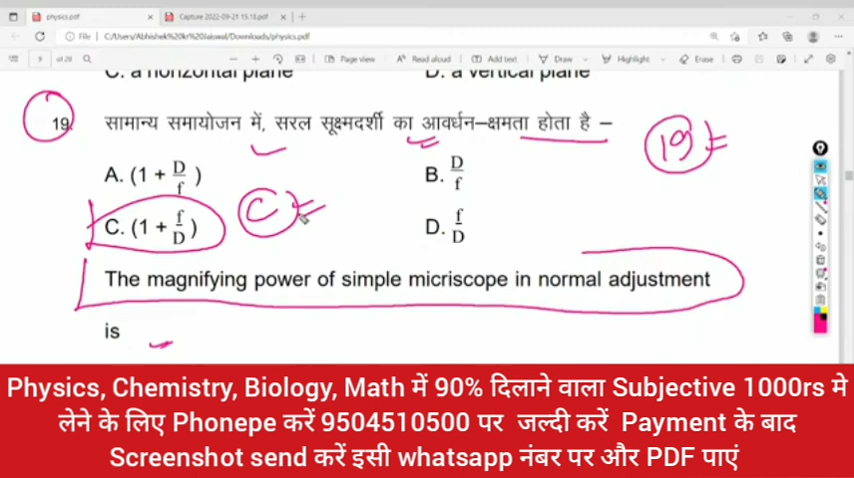 physics.pdf
Capture 2022-09-21 15.18.pdf
File C:/Users/Abhishek%20kr%20Jaiswal/Downloads/physics.pdf
9 of 28 Page view Read aloud Add text Draw Highlight Erase
C. a horizontal plane D. a vertical plane
19. सामान्य समायोजन में, सरल सूक्ष्मदर्शी का आवर्धन–क्षमता होता है –
19
A. (1 + D/f) B. D/f
C
C. (1 + f/D) D. f/D
The magnifying power of simple micriscope in normal adjustment
is
Physics, Chemistry, Biology, Math में 90% दिलाने वाला Subjective 1000rs मे
लेने के लिए Phonepe करें 9504510500 पर जल्दी करें Payment के बाद
Screenshot send करें इसी whatsapp नंबर पर और PDF पाएं